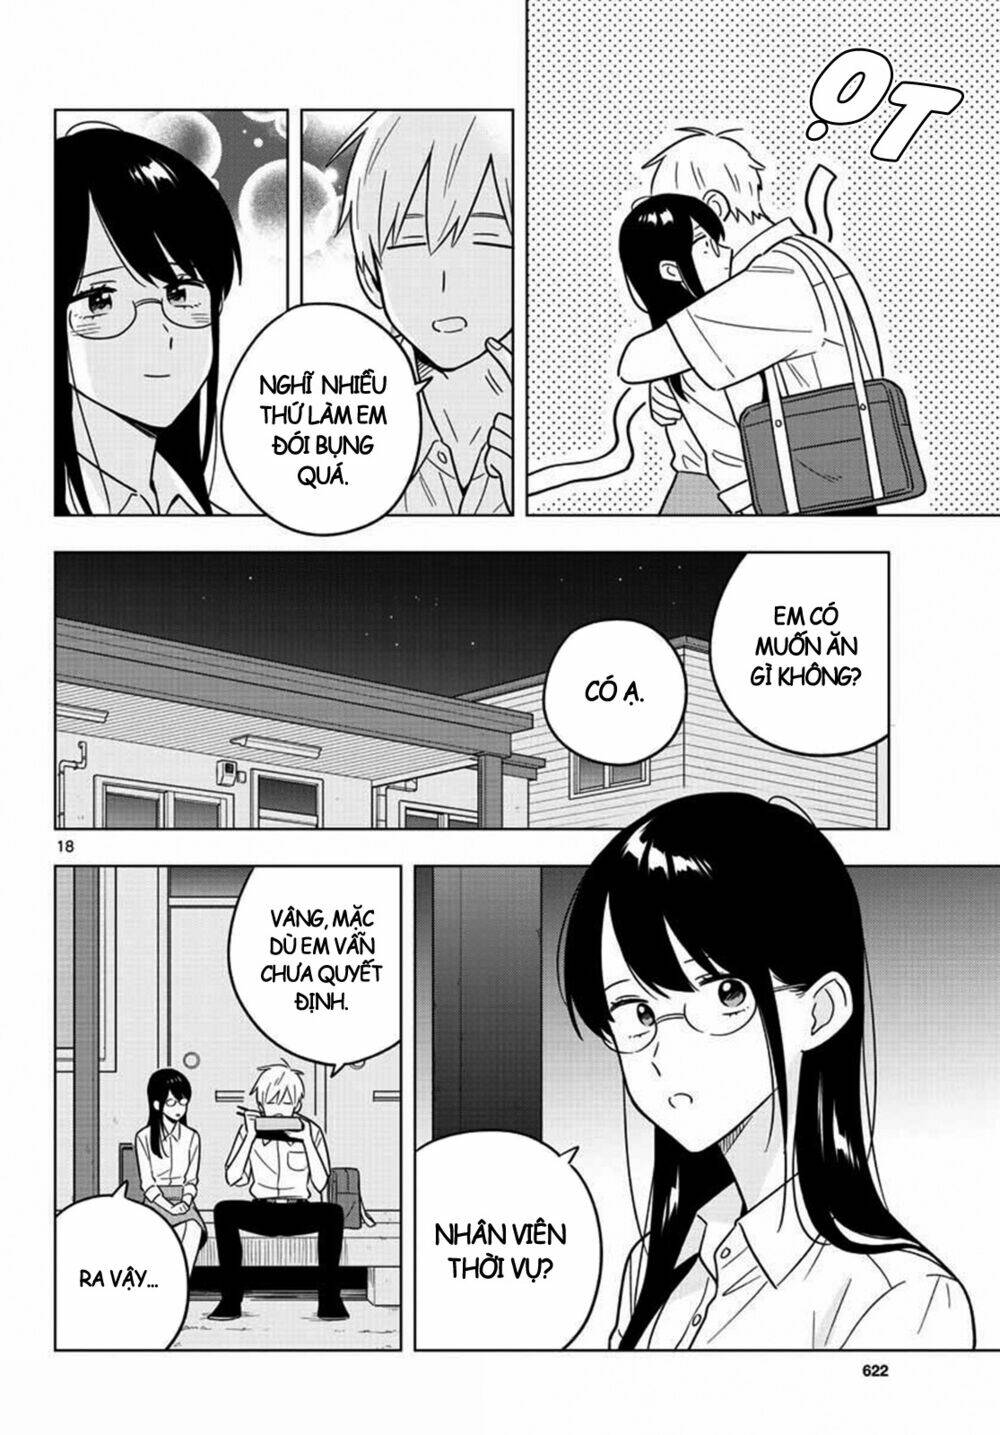 ỌT
NGHĨ NHIỀU
THỨ LÀM EM
ĐÓI BỤNG
QUÁ.
EM CÓ
MUỐN ĂN
GÌ KHÔNG?
CÓ Ạ.
18
NHÂN VIÊN
THỜI VỤ?
VÂNG, MẶC
DÙ EM VẪN
CHƯA QUYẾT
ĐỊNH.
RA VẬY...
622